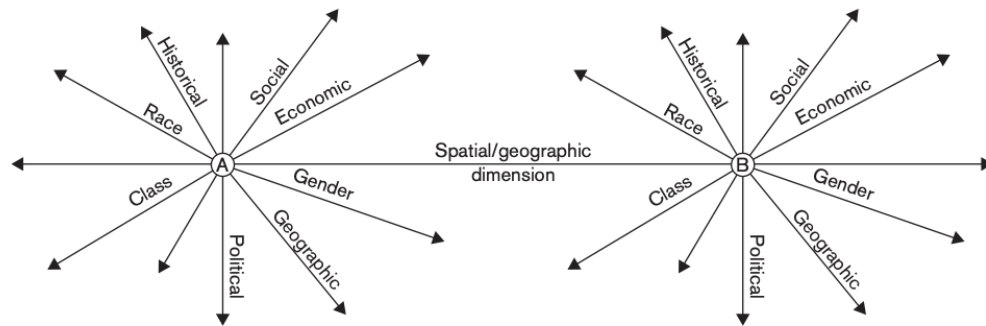 Historical
Social
Economic
Race
A
Class
Gender
Geographic
Political
Spatial/geographic
dimension
Historical
Social
Economic
Race
B
Class
Gender
Geographic
Political